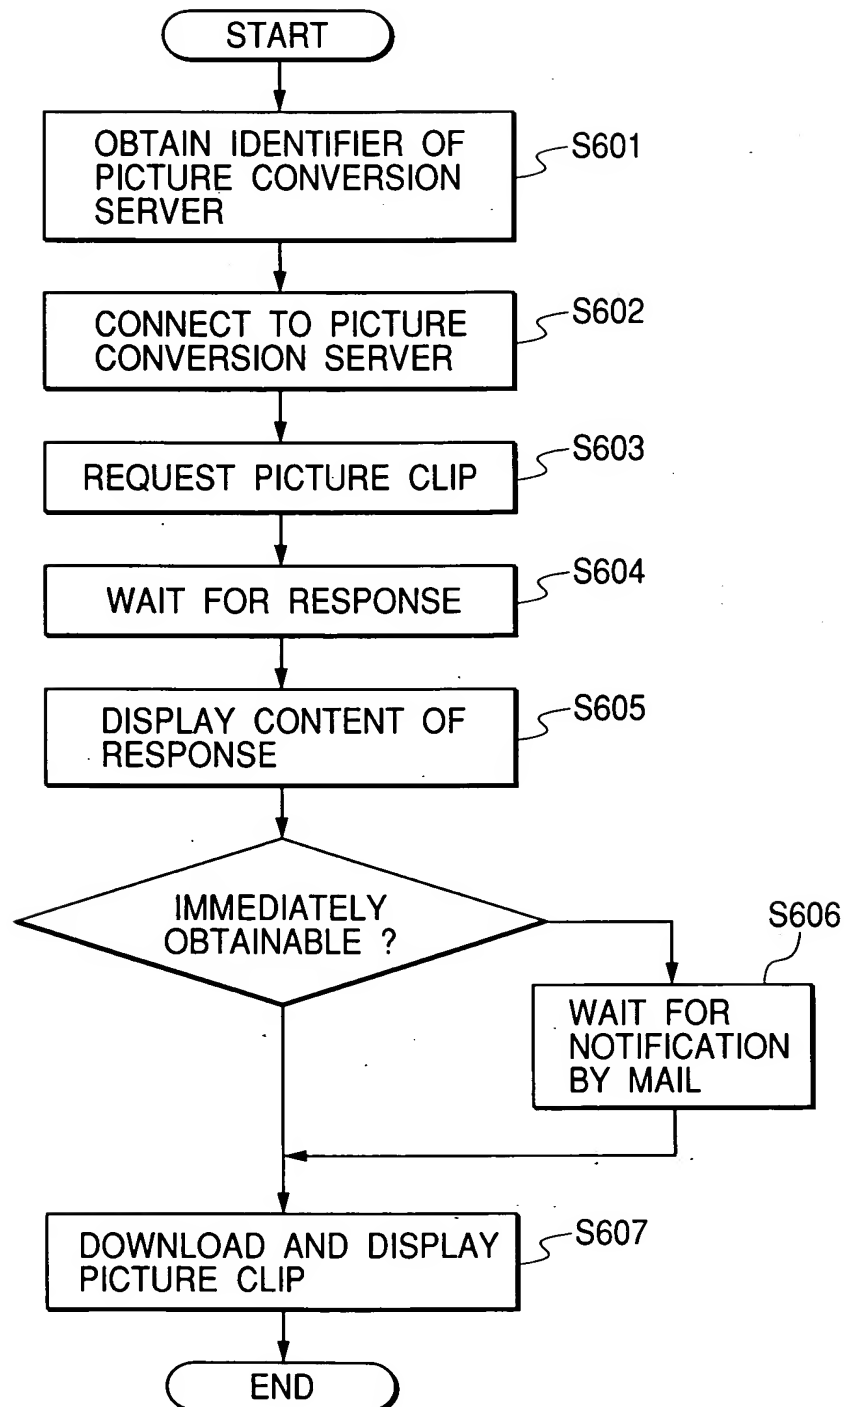 START
OBTAIN IDENTIFIER OF
PICTURE CONVERSION
SERVER
S601
CONNECT TO PICTURE
CONVERSION SERVER
S602
REQUEST PICTURE CLIP
S603
WAIT FOR RESPONSE
S604
DISPLAY CONTENT OF
RESPONSE
S605
IMMEDIATELY
OBTAINABLE ?
S606
WAIT FOR
NOTIFICATION
BY MAIL
DOWNLOAD AND DISPLAY
PICTURE CLIP
S607
END